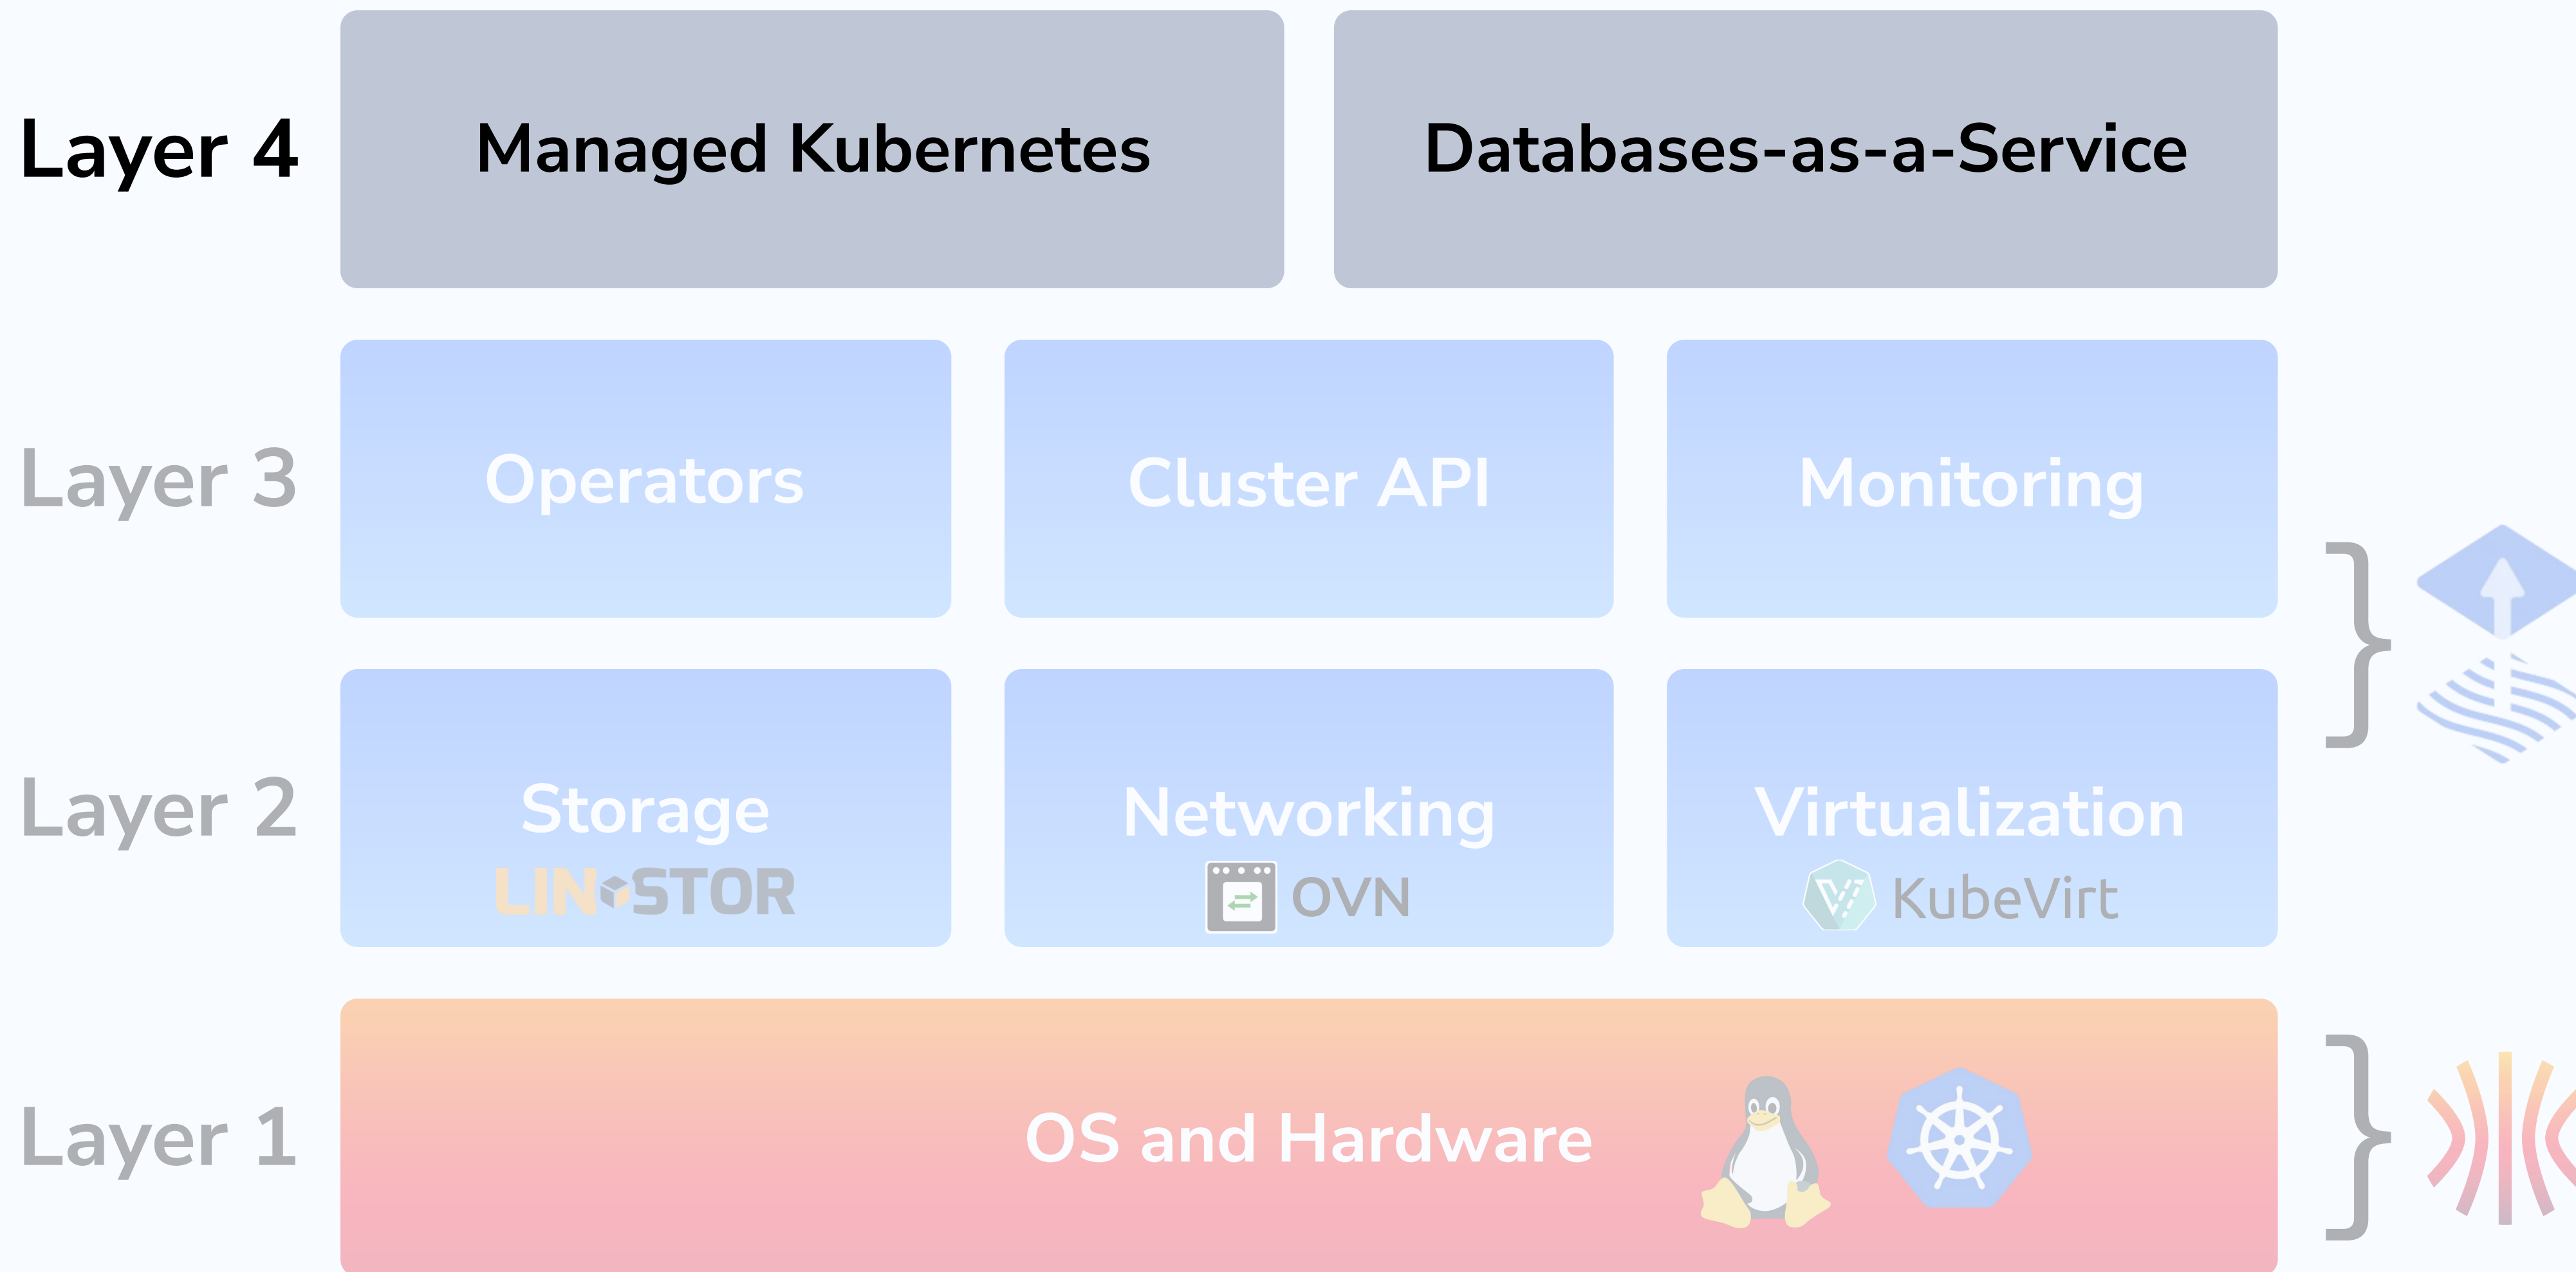 Layer 4
Managed Kubernetes
Databases-as-a-Service
Layer 3
Operators
Cluster API
Monitoring
Layer 2
Storage
LINSTOR
Networking
OVN
Virtualization
KubeVirt
Layer 1
OS and Hardware